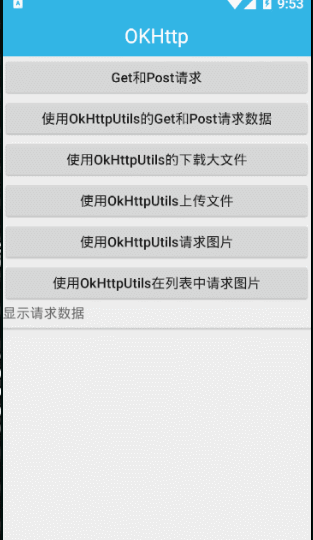 9:53
OKHttp
Get和Post请求
使用OkHttpUtils的Get和Post请求数据
使用OkHttpUtils的下载大文件
使用OkHttpUtils上传文件
使用OkHttpUtils请求图片
使用OkHttpUtils在列表中请求图片
显示请求数据